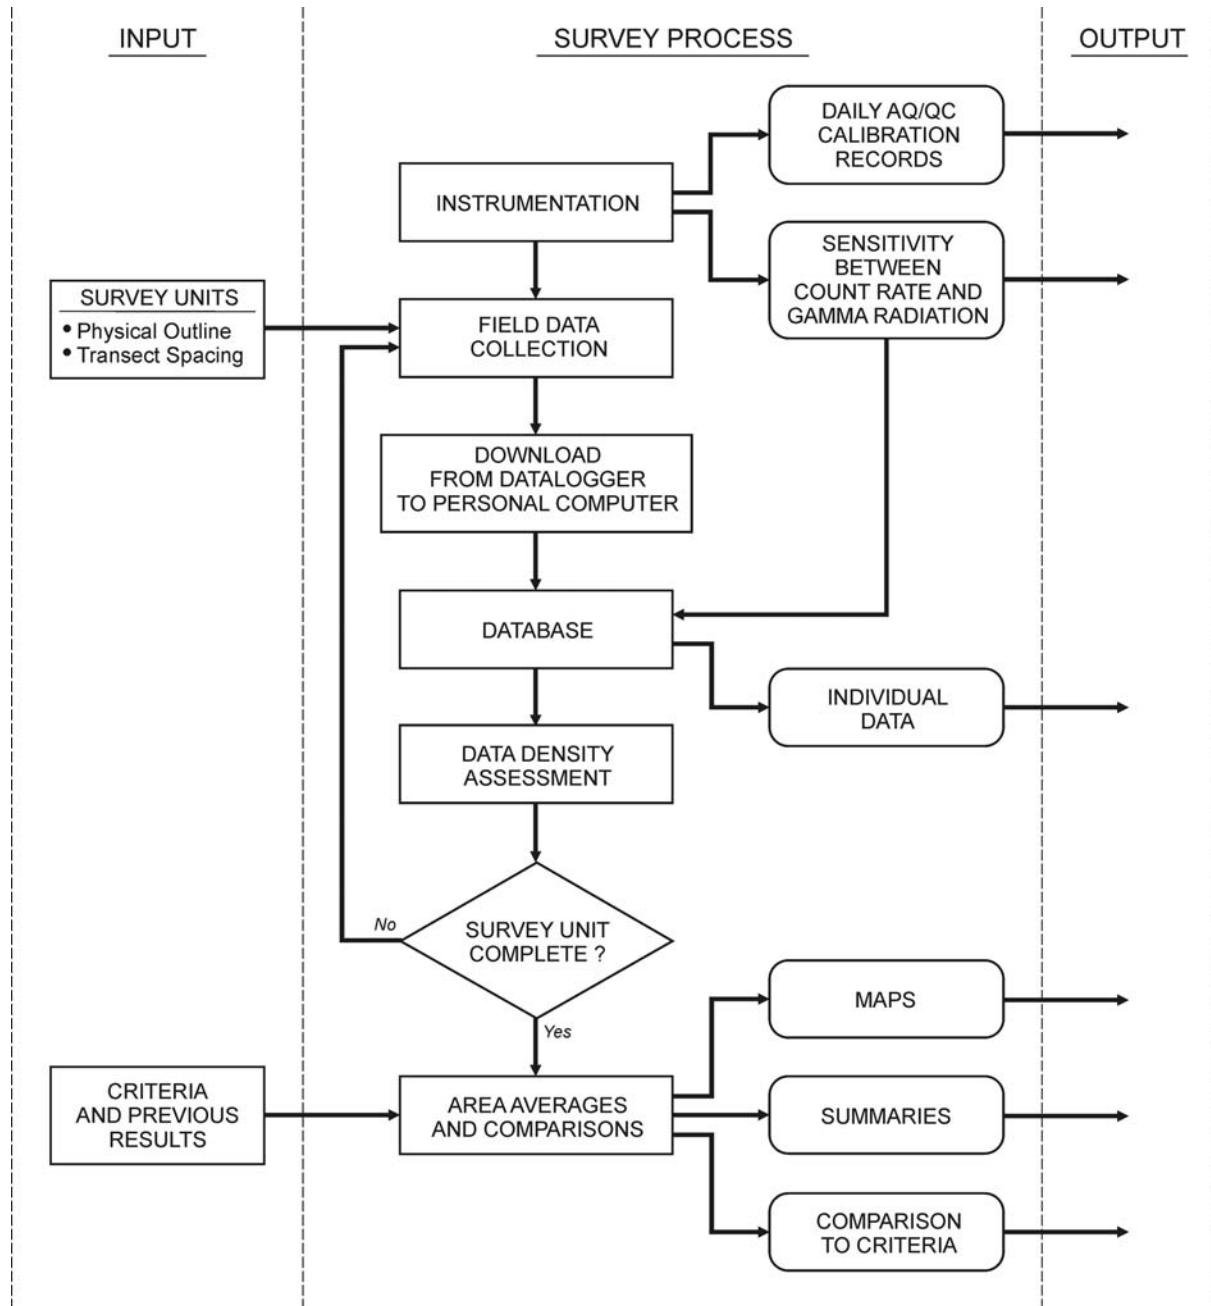 INPUT
SURVEY PROCESS
OUTPUT
DAILY AQ/QC
CALIBRATION
RECORDS
INSTRUMENTATION
SENSITIVITY
BETWEEN
COUNT RATE AND
GAMMA RADIATION
SURVEY UNITS
• Physical Outline
• Transect Spacing
FIELD DATA
COLLECTION
DOWNLOAD
FROM DATALOGGER
TO PERSONAL COMPUTER
DATABASE
INDIVIDUAL
DATA
DATA DENSITY
ASSESSMENT
No
SURVEY UNIT
COMPLETE ?
Yes
MAPS
CRITERIA
AND PREVIOUS
RESULTS
AREA AVERAGES
AND COMPARISONS
SUMMARIES
COMPARISON
TO CRITERIA